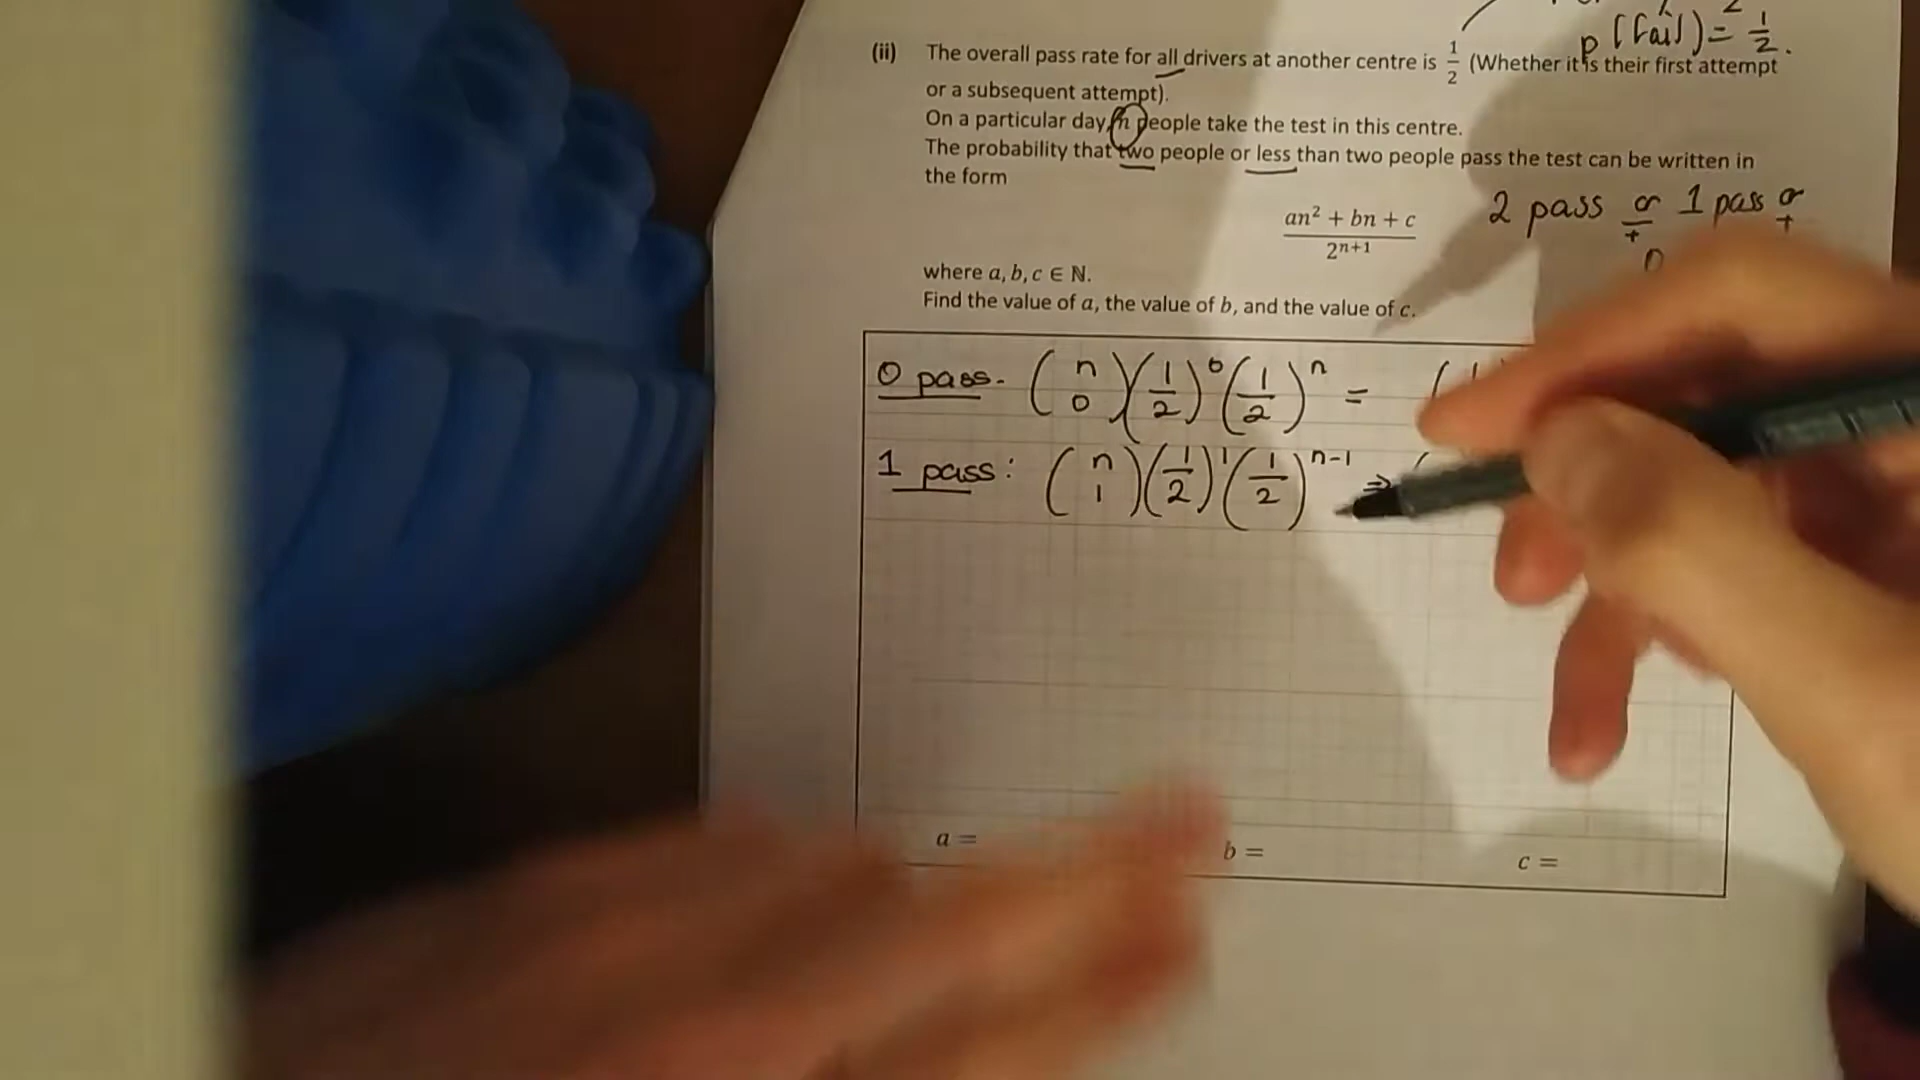 P(fail) = 1/2.
(ii) The overall pass rate for all drivers at another centre is 1/2 (Whether it is their first attempt
or a subsequent attempt).
On a particular day, n people take the test in this centre.
The probability that two people or less than two people pass the test can be written in
the form
2 pass or 1 pass or
+ +
0
an² + bn + c
2ⁿ⁺¹
where a, b, c ∈ ℕ.
Find the value of a, the value of b, and the value of c.
0 pass. (n 0)(1/2)⁰(1/2)ⁿ =
1 pass: (n 1)(1/2)¹(1/2)ⁿ⁻¹ ⇒
a =
b =
c =